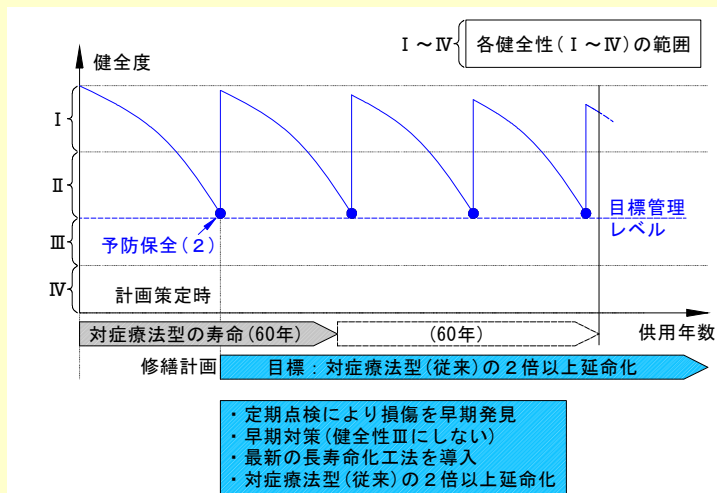 Ⅰ～Ⅳ
各健全性(Ⅰ～Ⅳ)の範囲
健全度
Ⅰ
Ⅱ
目標管理
レベル
予防保全(２)
Ⅲ
Ⅳ
計画策定時
対症療法型の寿命(60年)
(60年)
供用年数
修繕計画
目標：対症療法型(従来)の２倍以上延命化
・定期点検により損傷を早期発見
・早期対策(健全性Ⅲにしない)
・最新の長寿命化工法を導入
・対症療法型(従来)の２倍以上延命化